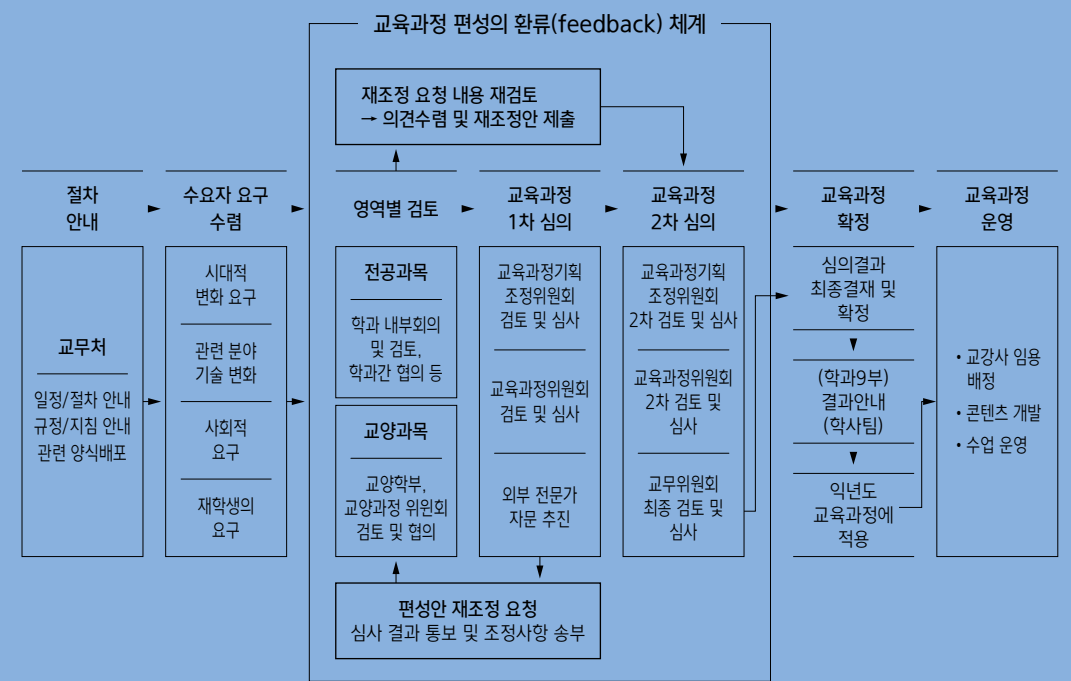 교육과정 편성의 환류(feedback) 체계
재조정 요청 내용 재검토
→ 의견수렴 및 재조정안 제출
절차
안내
수요자 요구
수렴
영역별 검토
교육과정
1차 심의
교육과정
2차 심의
교육과정
확정
교육과정
운영
교무처
일정/절차 안내
규정/지침 안내
관련 양식배포
시대적
변화 요구
관련 분야
기술 변화
사회적
요구
재학생의
요구
전공과목
학과 내부회의
및 검토,
학과간 협의 등
교양과목
교양학부,
교양과정 위원회
검토 및 협의
교육과정기획
조정위원회
검토 및 심사
교육과정위원회
검토 및 심사
외부 전문가
자문 추진
교육과정기획
조정위원회
2차 검토 및 심사
교육과정위원회
2차 검토 및
심사
교무위원회
최종 검토 및
심사
심의결과
최종결재 및
확정
(학과9부)
결과안내
(학사팀)
익년도
교육과정에
적용
• 교강사 임용
배정
• 콘텐츠 개발
• 수업 운영
편성안 재조정 요청
심사 결과 통보 및 조정사항 송부